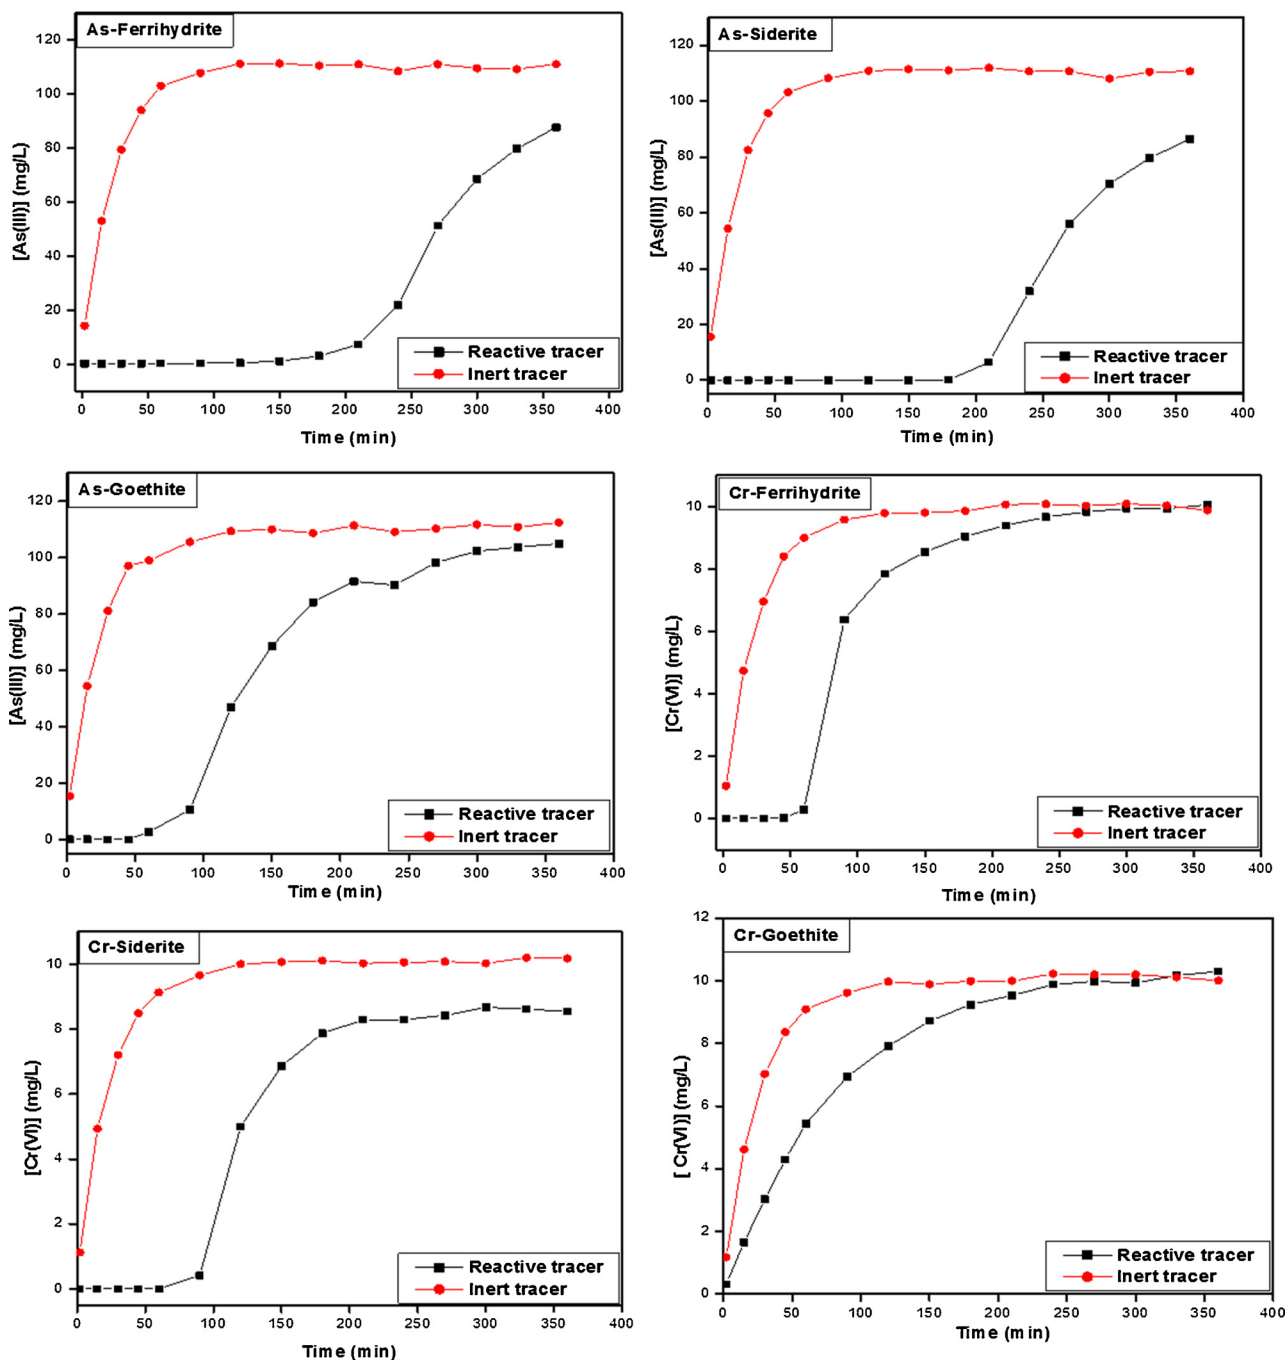 As-Ferrihydrite
120
100
80
60
40
20
0
[As(III)] (mg/L)
Reactive tracer
Inert tracer
0 50 100 150 200 250 300 350 400
Time (min)
As-Siderite
120
100
80
60
40
20
0
[As(III)] (mg/L)
Reactive tracer
Inert tracer
0 50 100 150 200 250 300 350 400
Time (min)
As-Goethite
120
100
80
60
40
20
0
[As(III)] (mg/L)
Reactive tracer
Inert tracer
0 50 100 150 200 250 300 350 400
Time (min)
Cr-Ferrihydrite
10
8
6
4
2
0
[Cr(VI)] (mg/L)
Reactive tracer
Inert tracer
0 50 100 150 200 250 300 350 400
Time (min)
Cr-Siderite
10
8
6
4
2
0
[Cr(VI)] (mg/L)
Reactive tracer
Inert tracer
0 50 100 150 200 250 300 350 400
Time (min)
Cr-Goethite
12
10
8
6
4
2
0
[ Cr(VI)] (mg/L)
Reactive tracer
Inert tracer
0 50 100 150 200 250 300 350 400
Time (min)